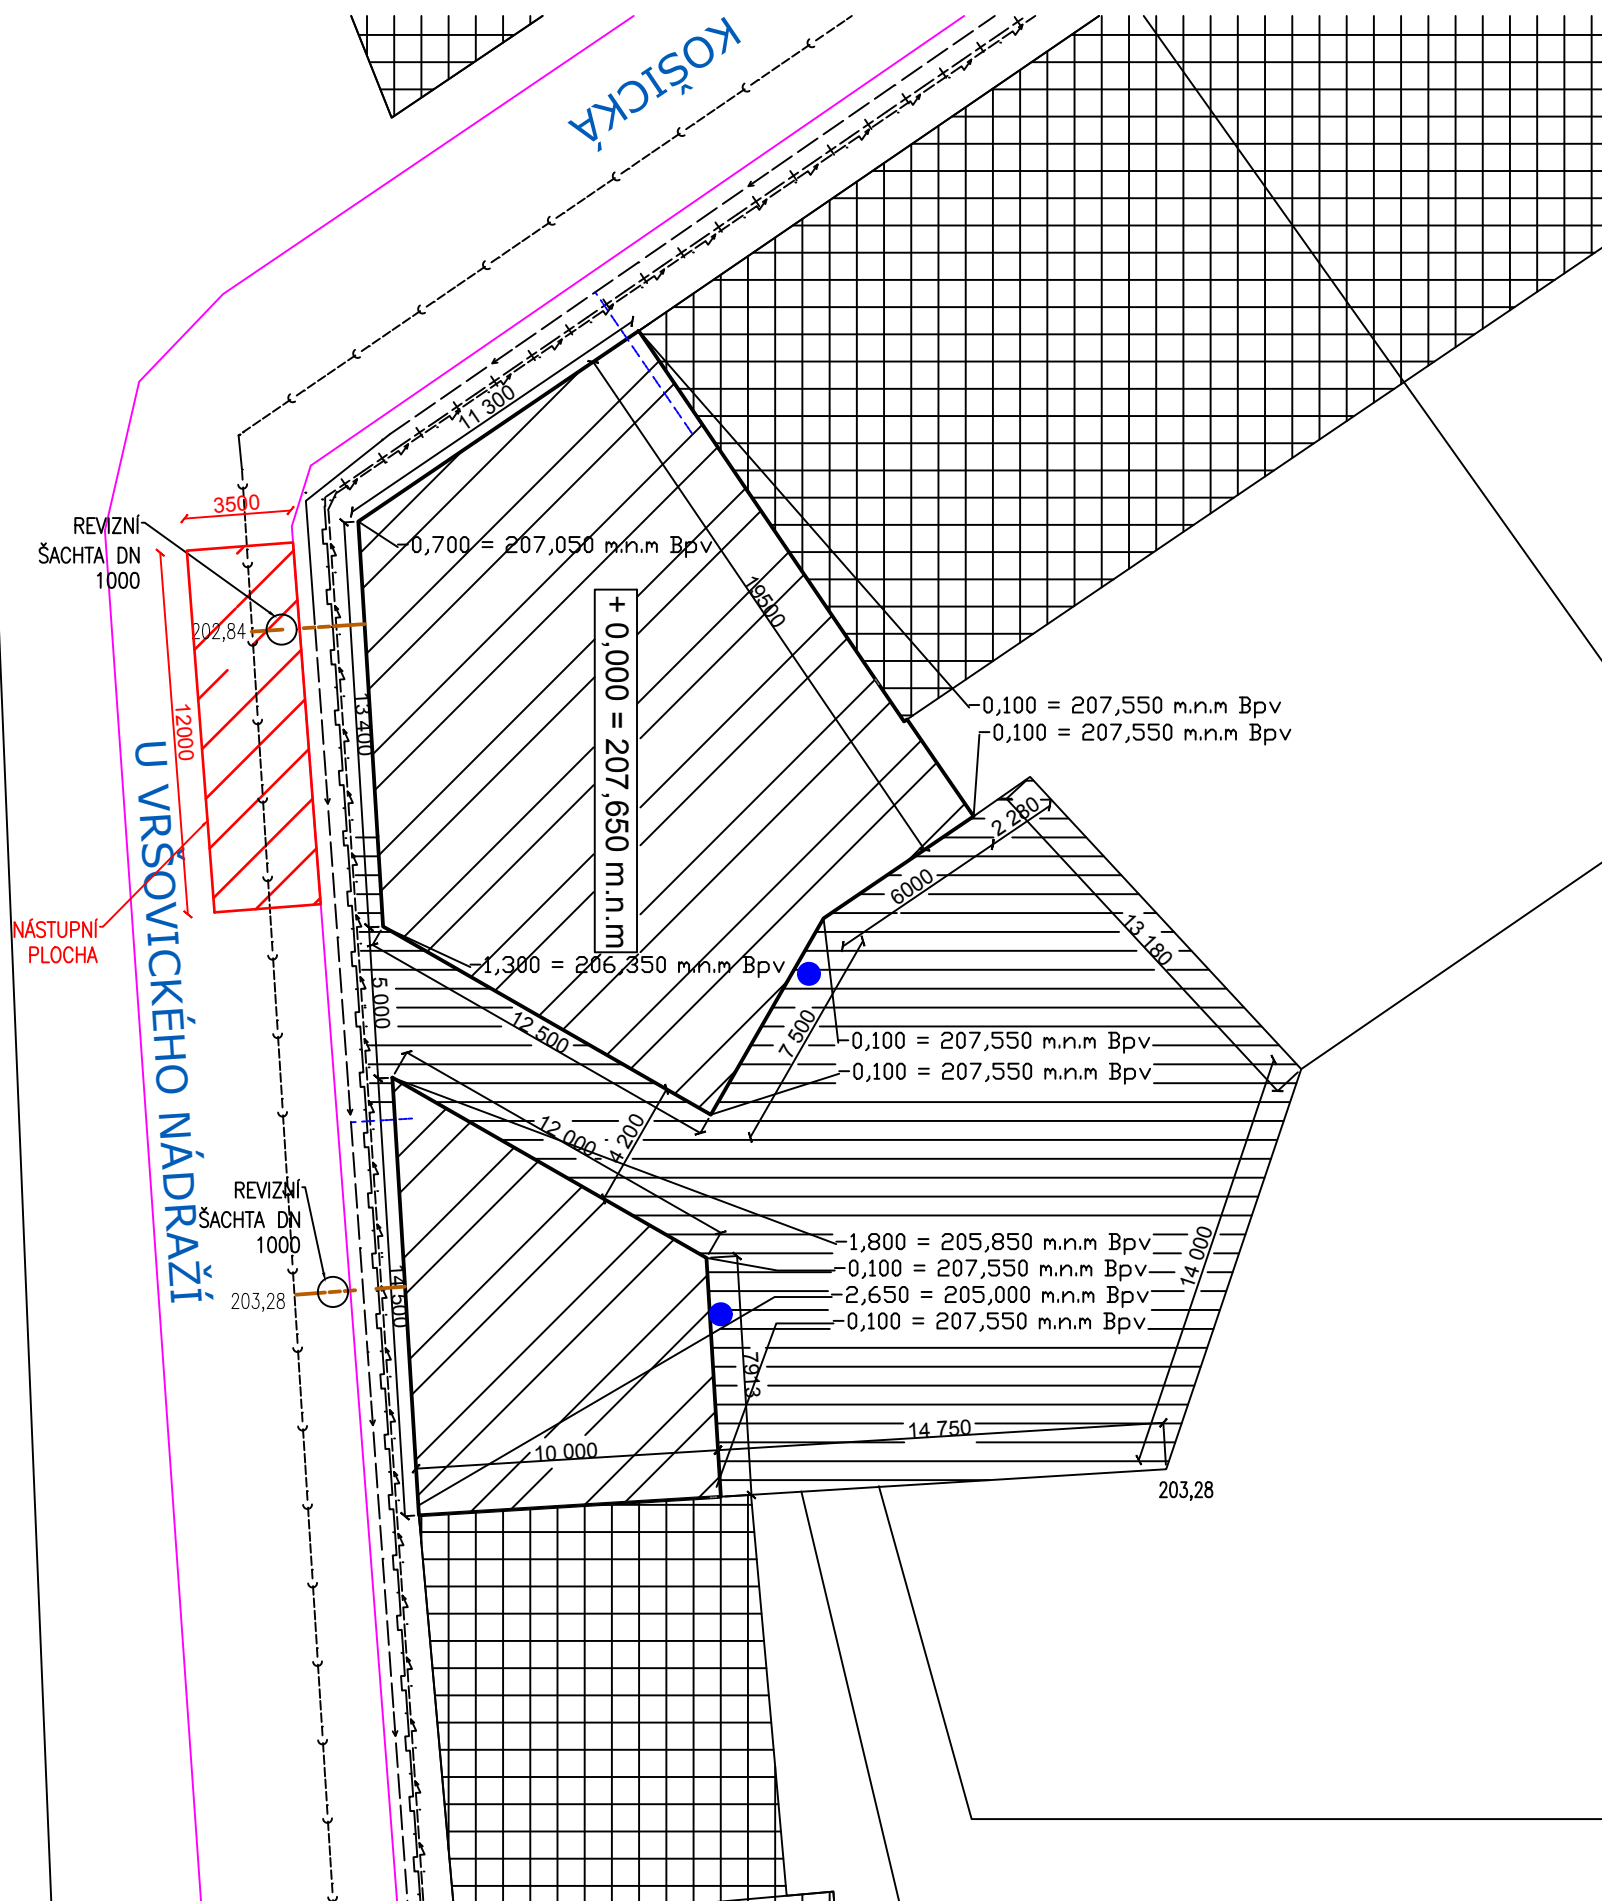 KOŠICKÁ
11 300
3500
REVIZNÍ
ŠACHTA DN
1000
-0,700 = 207,050 m.n.m Bpv
19500
+ 0,000 = 207,650 m.n.m
202,84
13 400
12000
-0,100 = 207,550 m.n.m Bpv
-0,100 = 207,550 m.n.m Bpv
U VRŠOVICKÉHO NÁDRAŽÍ
2 280
6000
NÁSTUPNÍ
PLOCHA
13 180
-1,300 = 206,350 m.n.m Bpv
5 000
12 500
7 500
-0,100 = 207,550 m.n.m Bpv
-0,100 = 207,550 m.n.m Bpv
12 000
4 200
REVIZNÍ
ŠACHTA DN
1000
-1,800 = 205,850 m.n.m Bpv
-0,100 = 207,550 m.n.m Bpv
-2,650 = 205,000 m.n.m Bpv
-0,100 = 207,550 m.n.m Bpv
14 000
203,28
14 500
7913
14 750
10 000
203,28